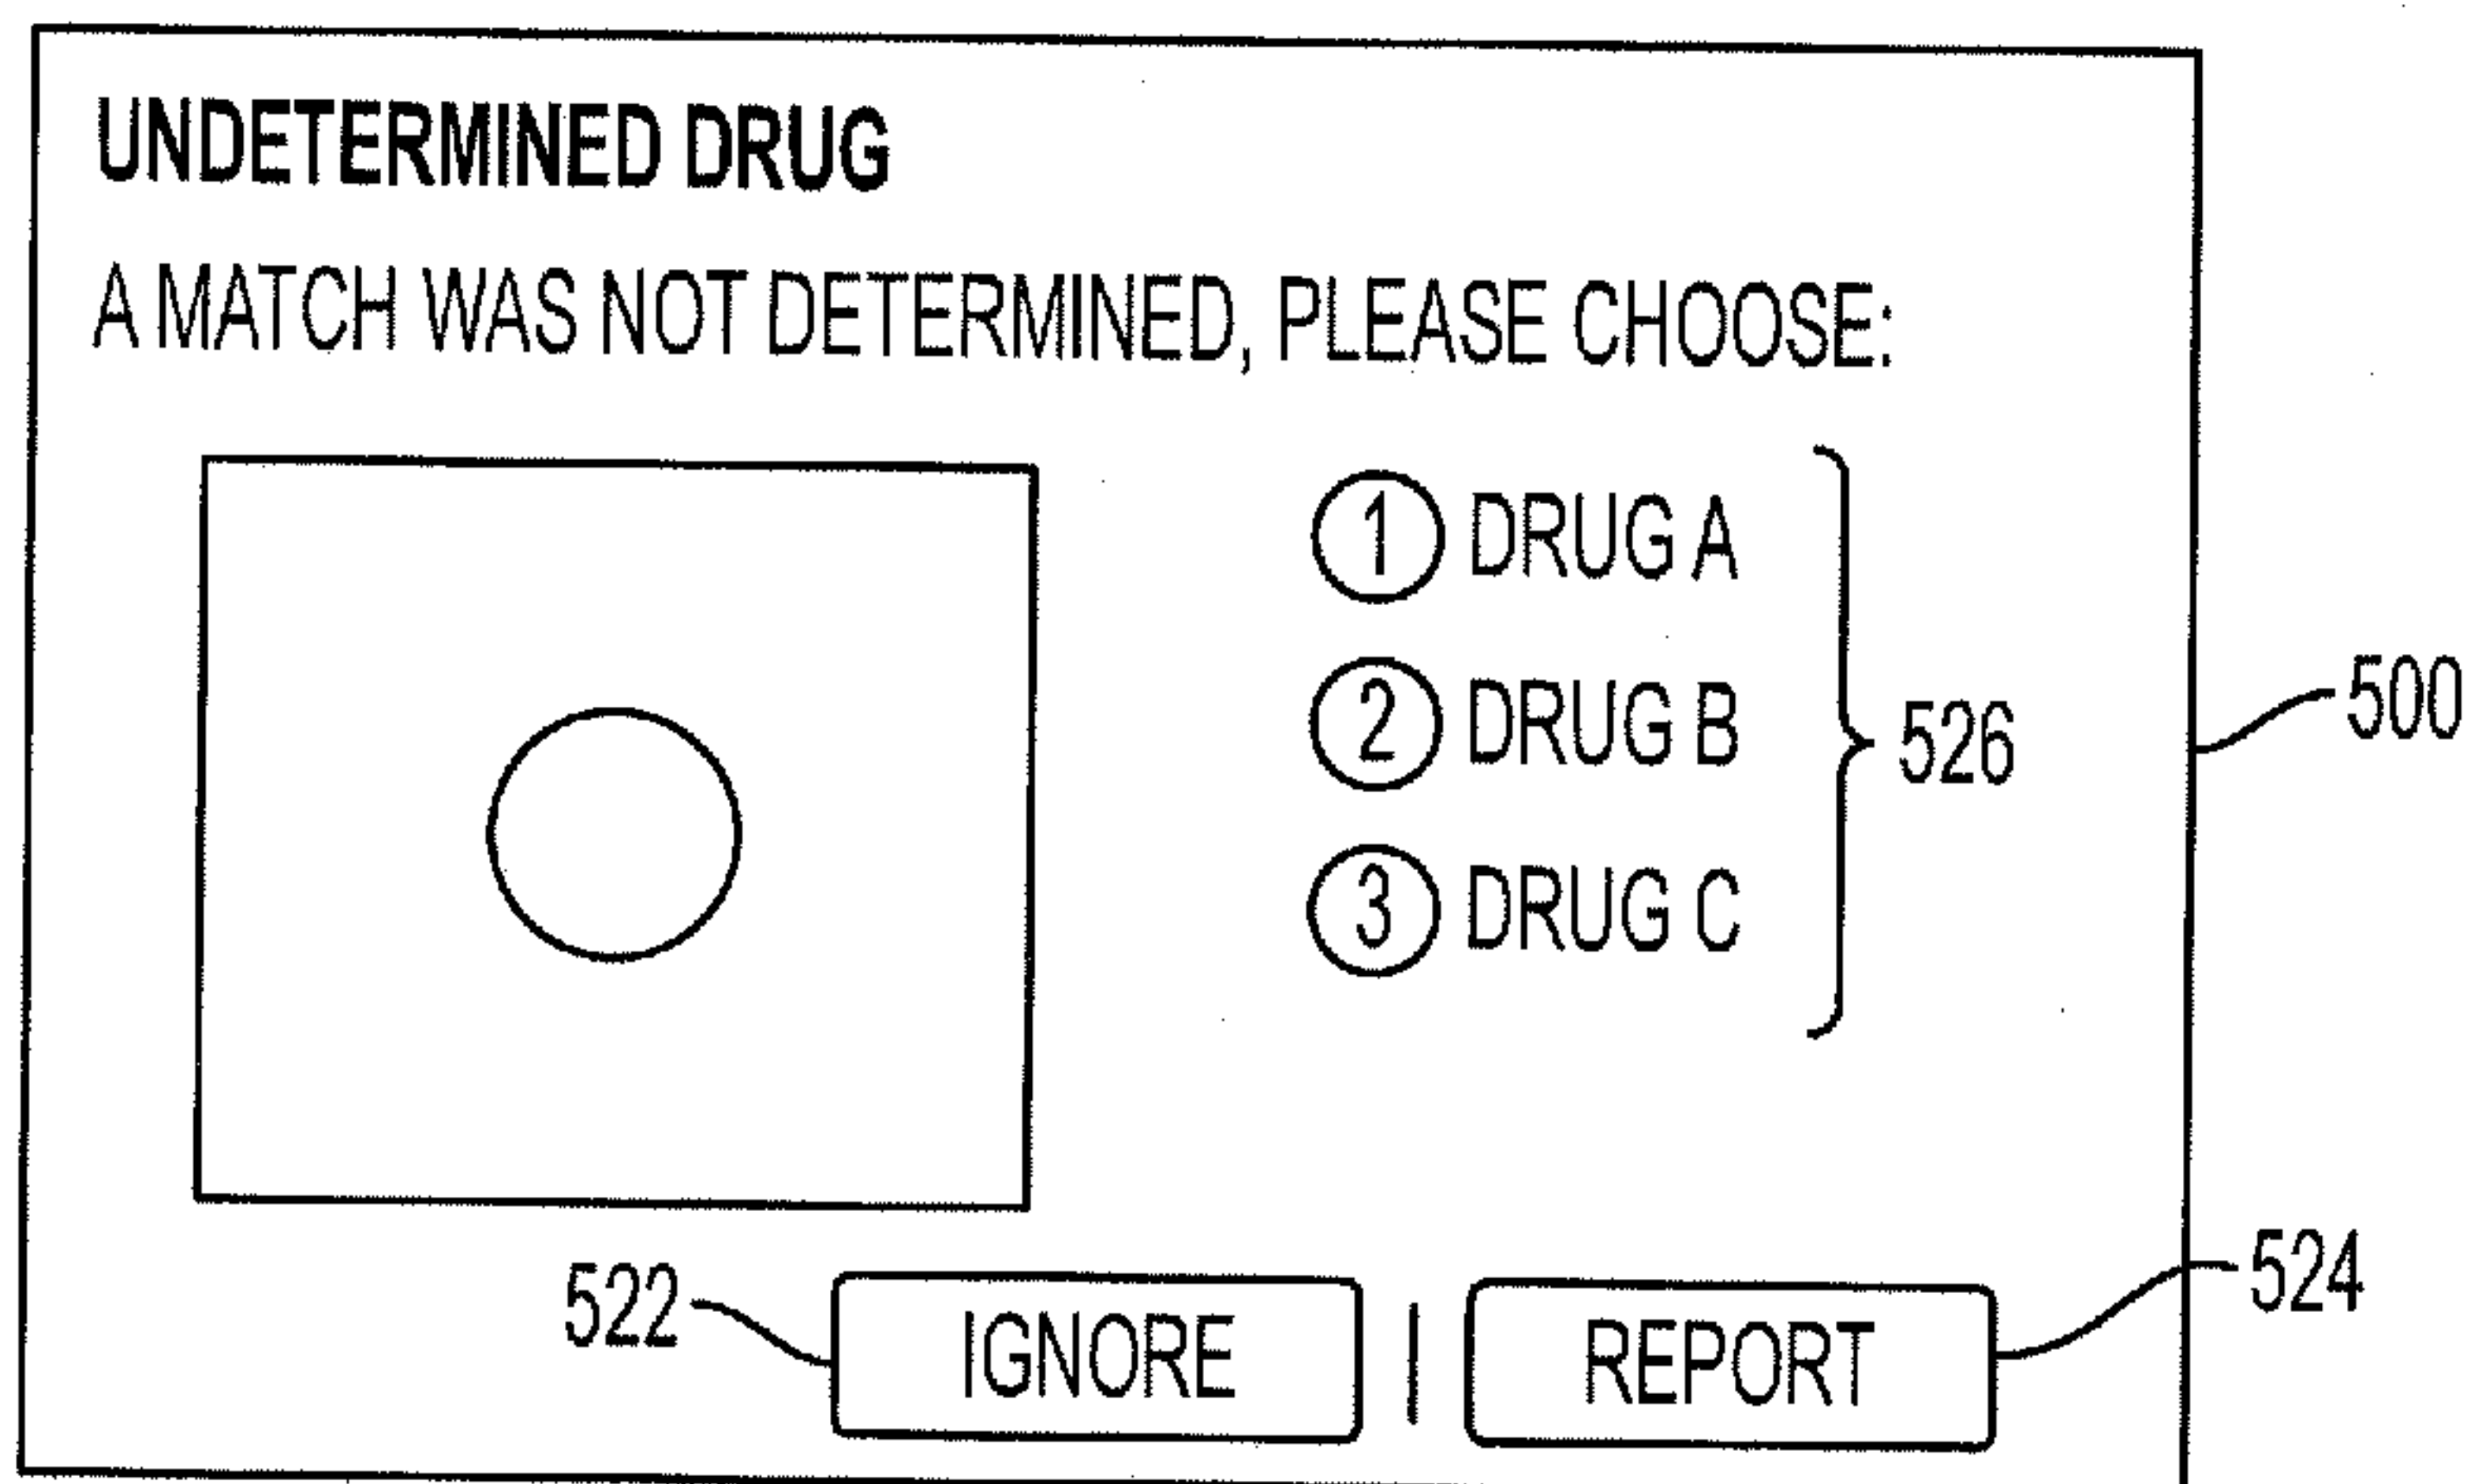 UNDETERMINED DRUG
A MATCH WAS NOT DETERMINED, PLEASE CHOOSE:
1 DRUG A
2 DRUG B
3 DRUG C
526
500
522
IGNORE | REPORT
524